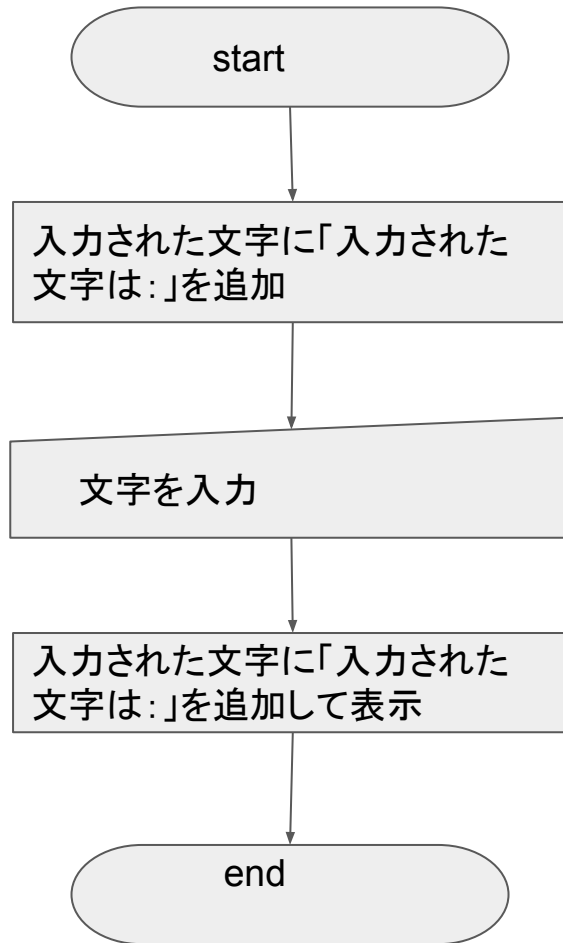 start
入力された文字に「入力された
文字は：」を追加
文字を入力
入力された文字に「入力された
文字は：」を追加して表示
end